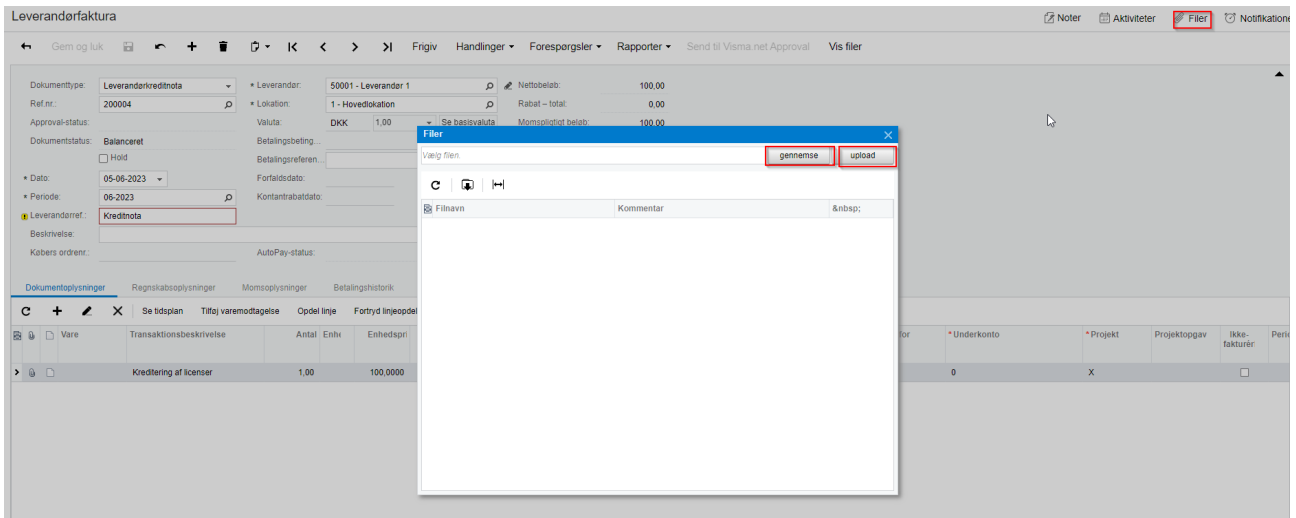 Leverandørfaktura
Noter Aktiviteter Filer Notifikatione
Gem og luk Frigiv Handlinger Forespørgsler Rapporter Send til Visma net Approval Vis filer
Dokumenttype: Leverandørkreditnota * Leverandør: 50001 - Leverandør 1 Nettobeløb: 100,00
Ref.nr.: 200004 * Lokation: 1 - Hovedlokation Rabat – total: 0,00
Approval-status: Valuta: DKK 1,00 Se basisvaluta Momspligtigt beløb: 100,00
Dokumentstatus: Balanceret Betalingsbeting...
Hold Betalingsreferen...
* Dato: 05-06-2023 Forfaldsdato:
* Periode: 06-2023 Kontantrabatdato:
Leverandørref.: Kreditnota
Beskrivelse:
Købers ordrenr.: AutoPay-status:
Filer
Vælg filen. gennemse upload
Filnavn Kommentar &nbsp;
Dokumentoplysninger Regnskabsoplysninger Momsoplysninger Betalingshistorik
Se tidsplan Tilføj varemodtagelse Opdel linje Fortryd linjeopdel
Vare Transaktionsbeskrivelse Antal Enhe Enhedspri for * Underkonto * Projekt Projektopgav Ikke-
fakturér Peri
Kreditering af licenser 1,00 100,0000 0 X